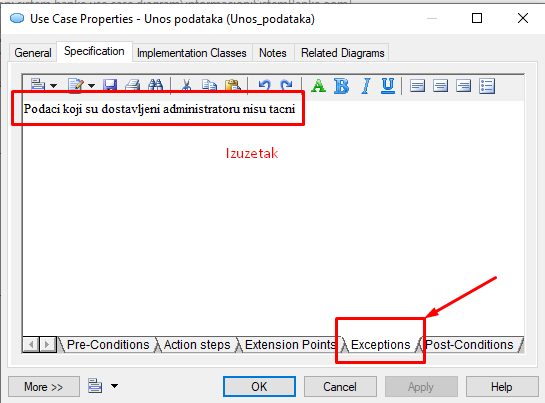 Use Case Properties - Unos podataka (Unos_podataka)
General Specification Implementation Classes Notes Related Diagrams
A B I U
Podaci koji su dostavljeni administratoru nisu tacni
Izuzetak
Pre-Conditions Action steps Extension Points Exceptions Post-Conditions
More >> OK Cancel Apply Help